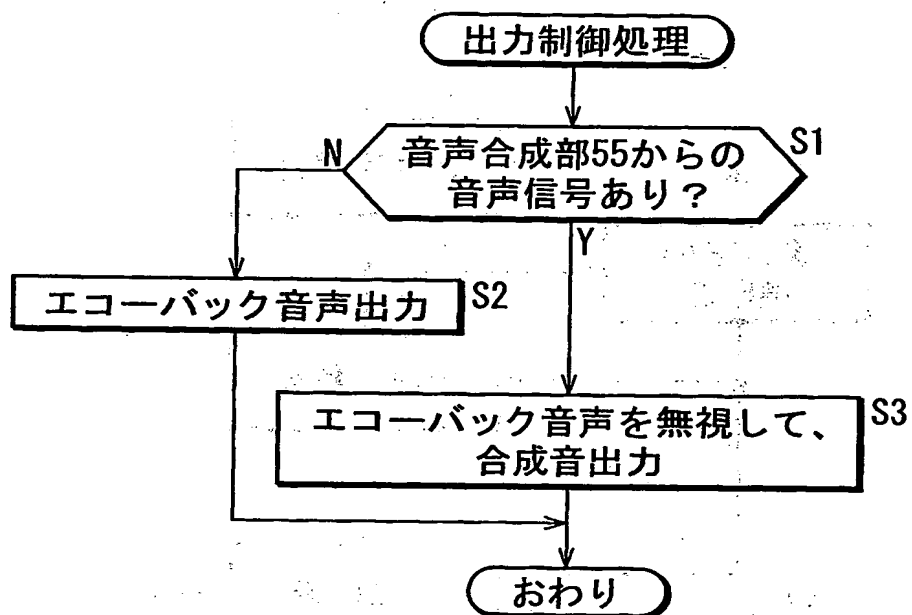 出力制御処理
音声合成部55からの
音声信号あり？
S1
N
Y
エコーバック音声出力
S2
エコーバック音声を無視して、
合成音出力
S3
おわり